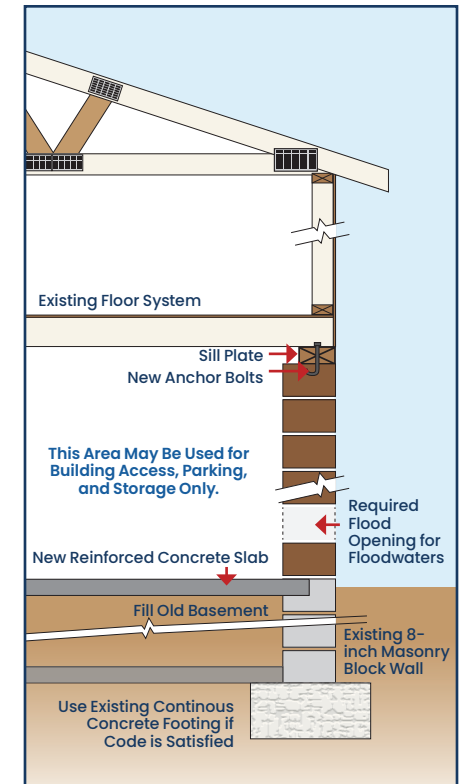 Existing Floor System
Sill Plate
New Anchor Bolts
This Area May Be Used for
Building Access, Parking,
and Storage Only.
Required
Flood
Opening for
Floodwaters
New Reinforced Concrete Slab
Fill Old Basement
Existing 8-
inch Masonry
Block Wall
Use Existing Continous
Concrete Footing if
Code is Satisfied